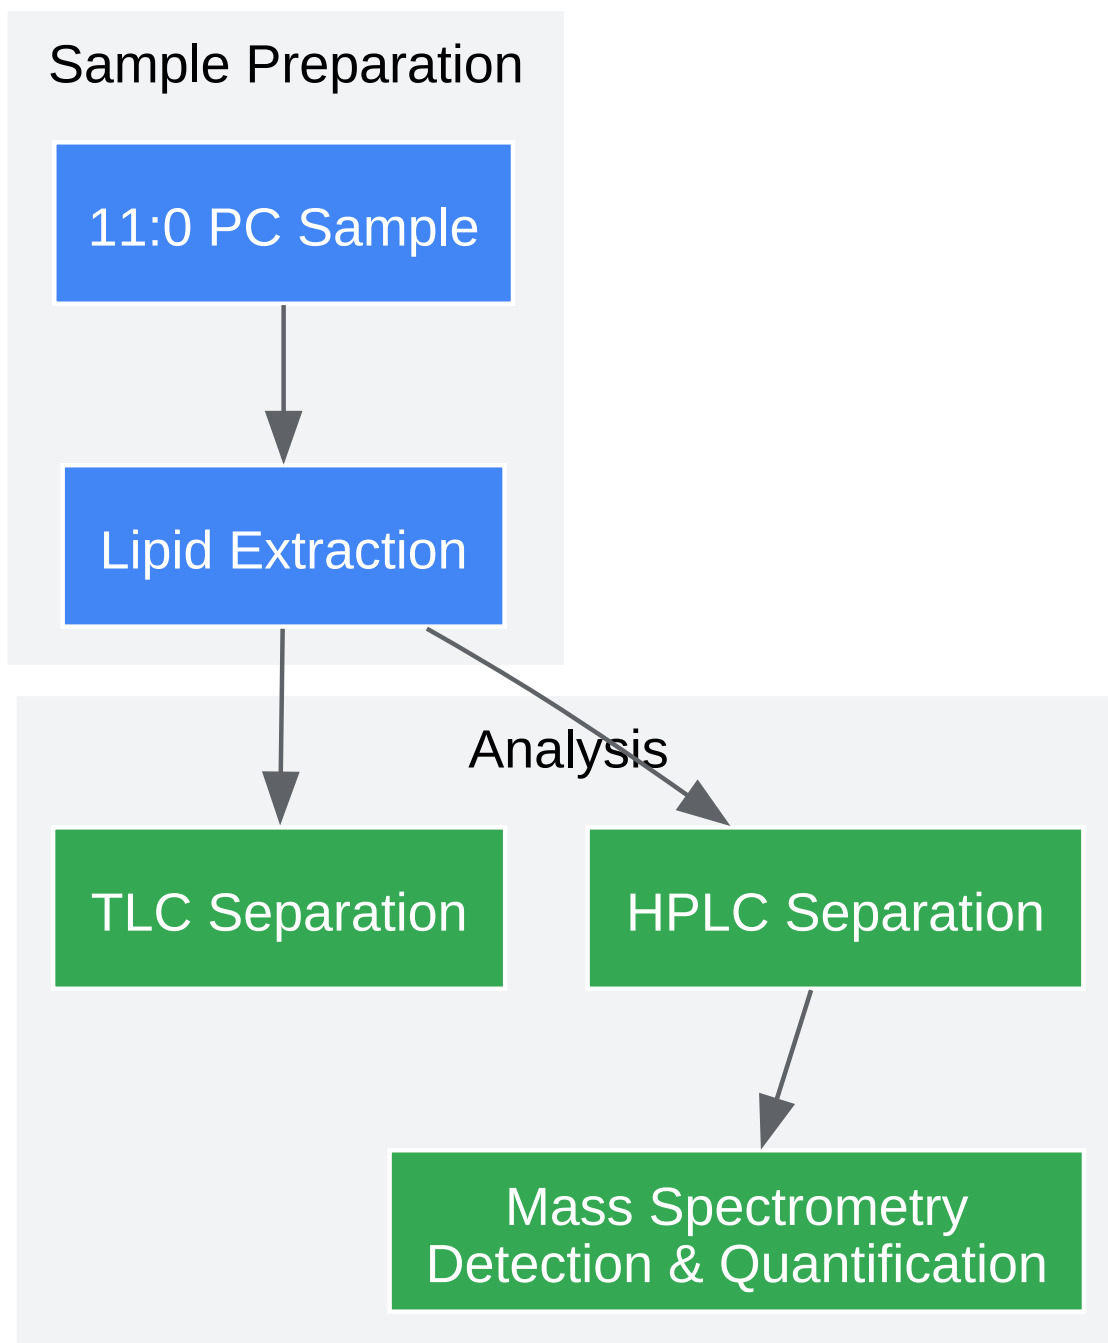 Sample Preparation
11:0 PC Sample
Lipid Extraction
Analysis
TLC Separation
HPLC Separation
Mass Spectrometry
Detection & Quantification